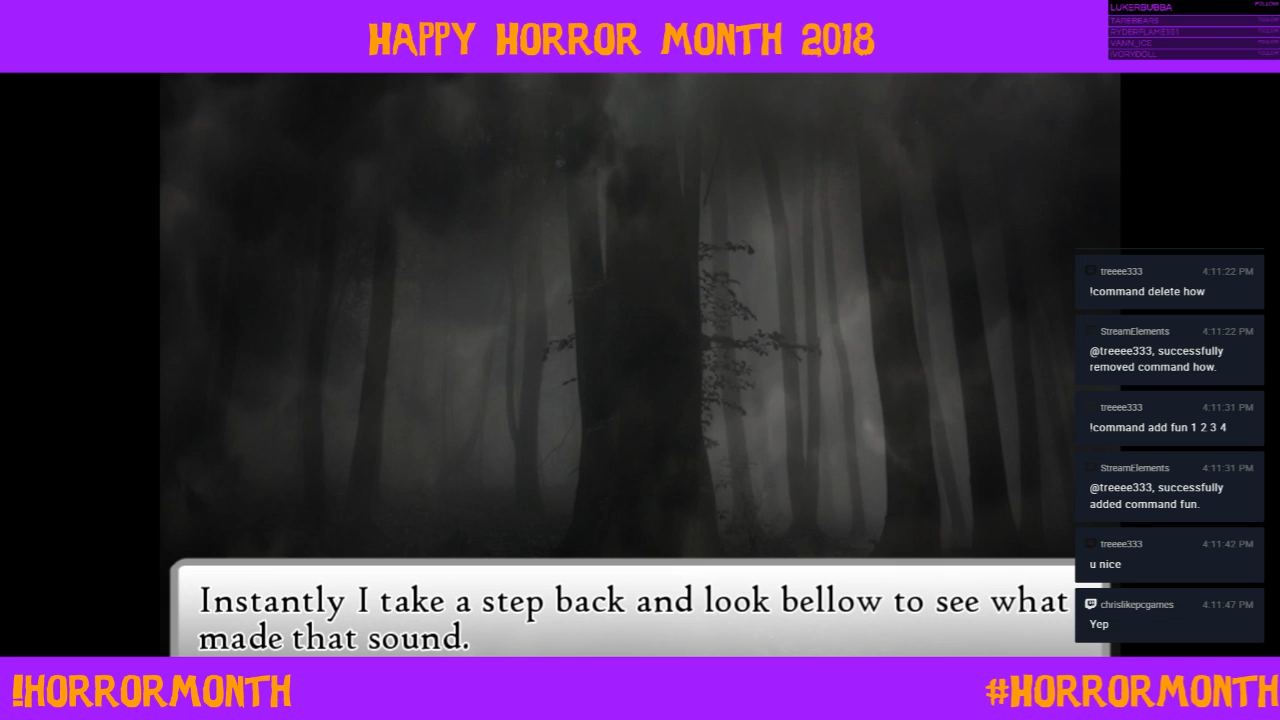 HAPPY HORROR MONTH 2018
LUKERBUBBA
FOLLOW
TAREBEARS
RYDERFLAME101
VANN_ICE
IVORYDOLL
treeee333 4:11:22 PM
!command delete how
StreamElements 4:11:22 PM
@treeee333, successfully
removed command how.
treeee333 4:11:31 PM
!command add fun 1 2 3 4
StreamElements 4:11:31 PM
@treeee333, successfully
added command fun.
treeee333 4:11:42 PM
u nice
chrislikepcgames 4:11:47 PM
Yep
Instantly I take a step back and look bellow to see what
made that sound.
!HORRORMONTH
#HORRORMONTH